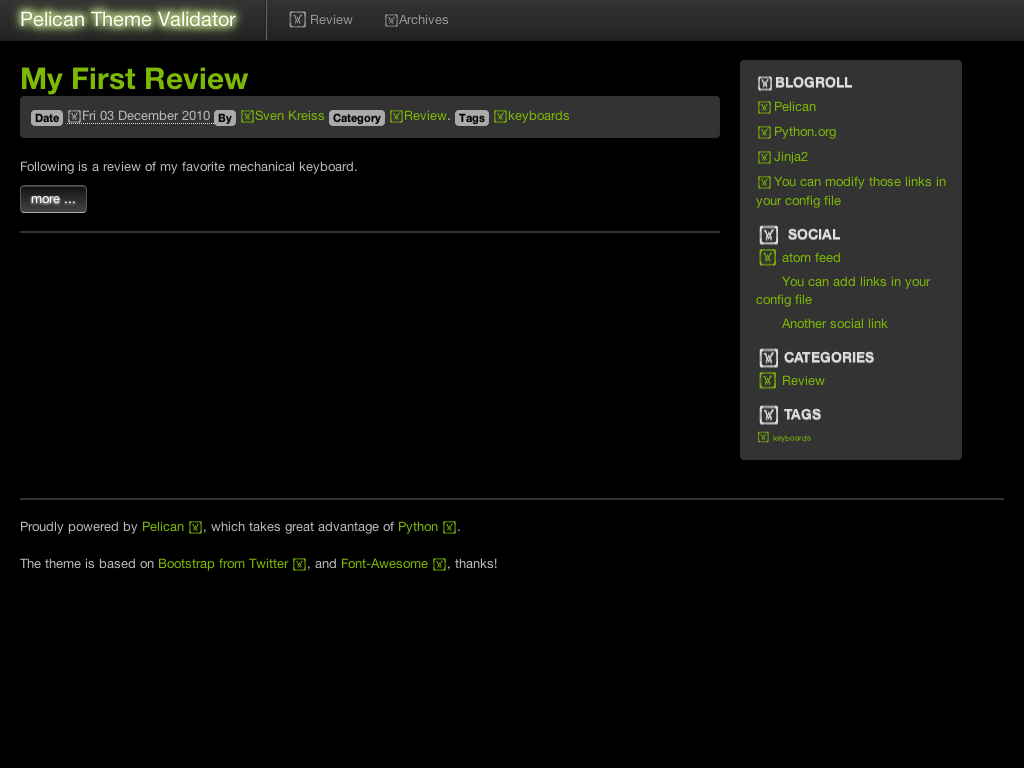 Pelican Theme Validator
Review
Archives
My First Review
Date Fri 03 December 2010 By Sven Kreiss Category Review. Tags keyboards
Following is a review of my favorite mechanical keyboard.
more ...
BLOGROLL
Pelican
Python.org
Jinja2
You can modify those links in
your config file
SOCIAL
atom feed
You can add links in your
config file
Another social link
CATEGORIES
Review
TAGS
keyboards
Proudly powered by Pelican , which takes great advantage of Python .
The theme is based on Bootstrap from Twitter , and Font-Awesome , thanks!